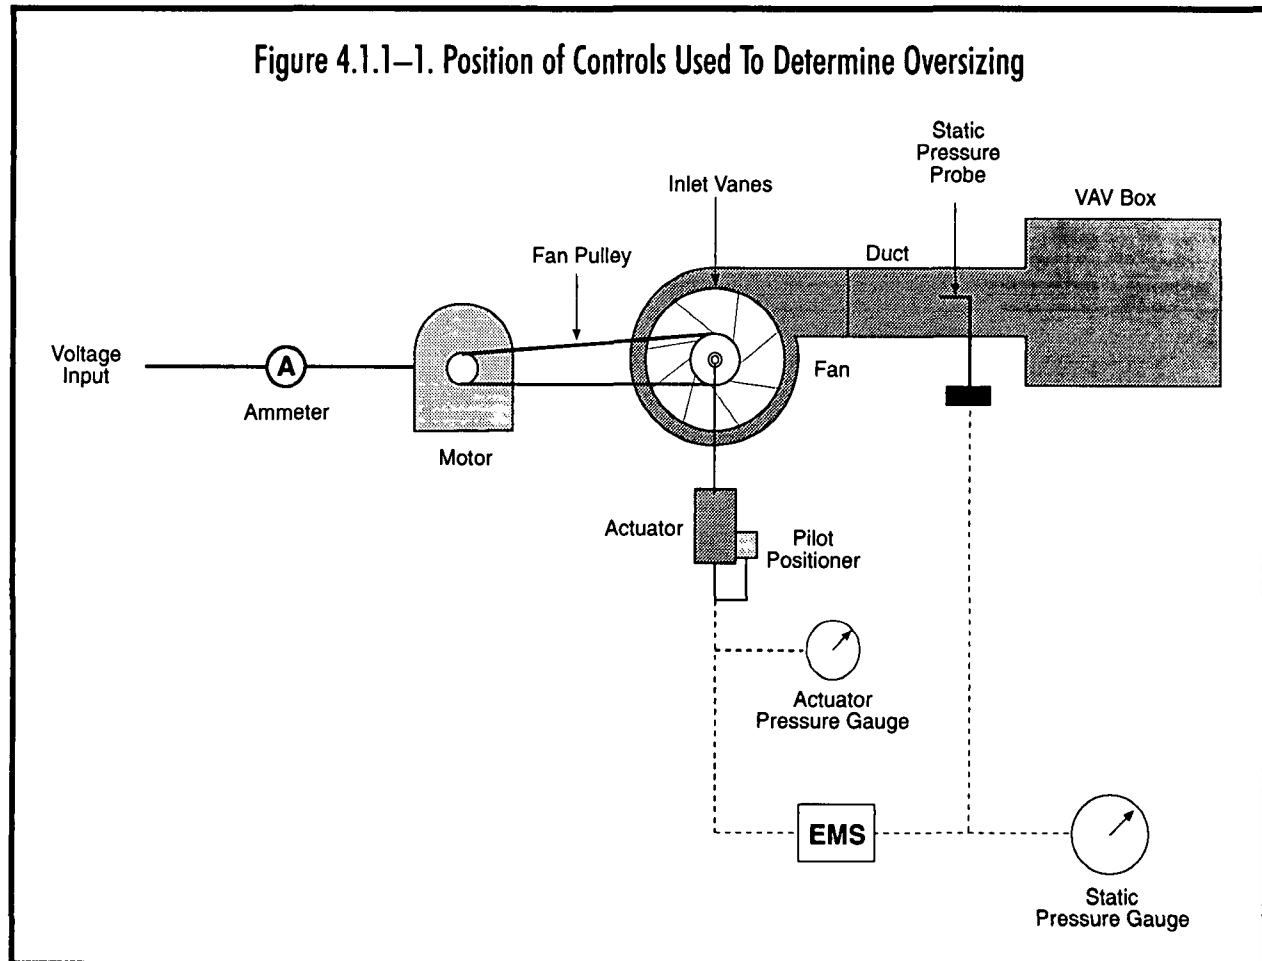 Figure 4.1.1–1. Position of Controls Used To Determine Oversizing
Static
Pressure
Probe
Inlet Vanes
VAV Box
Fan Pulley
Duct
Voltage
Input
A
Ammeter
Fan
Motor
Actuator
Pilot
Positioner
Actuator
Pressure Gauge
EMS
Static
Pressure Gauge